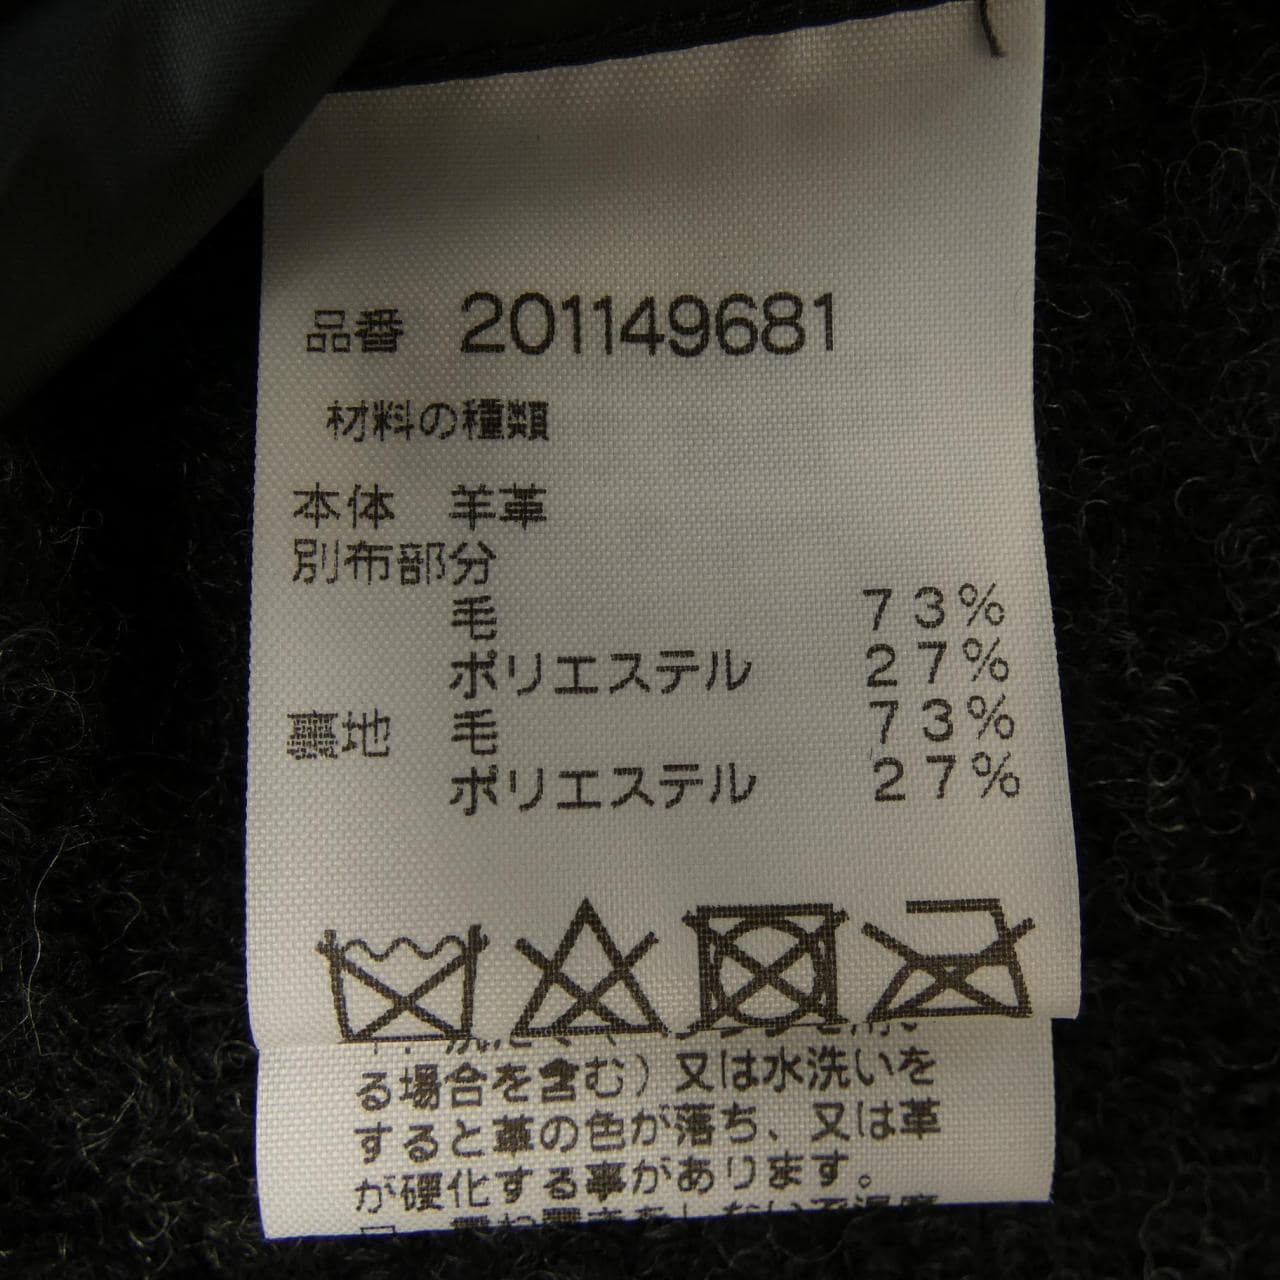 品番 201149681
材料の種類
本体 羊革
別布部分
毛 73%
ポリエステル 27%
裏地 毛 73%
ポリエステル 27%
る場合を含む）又は水洗いを
すると革の色が落ち、又は革
が硬化する事があります。